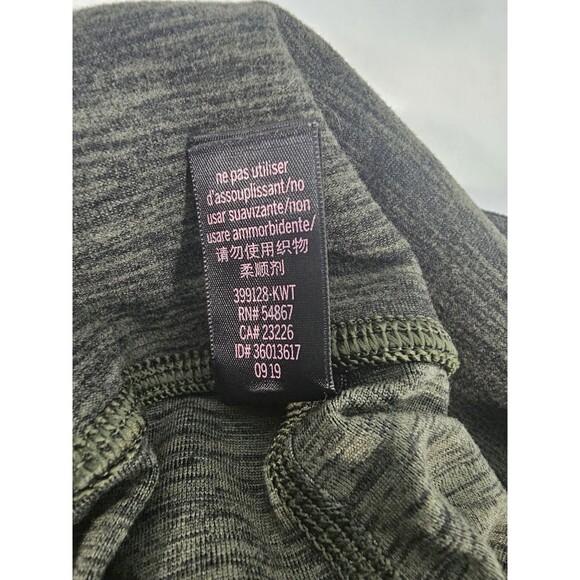 ne pas utiliser
d'assouplissant/no
usar suavizante/non
usare ammorbidente/
请勿使用织物
柔顺剂
399128-KWT
RN# 54867
CA# 23226
ID# 36013617
09 19